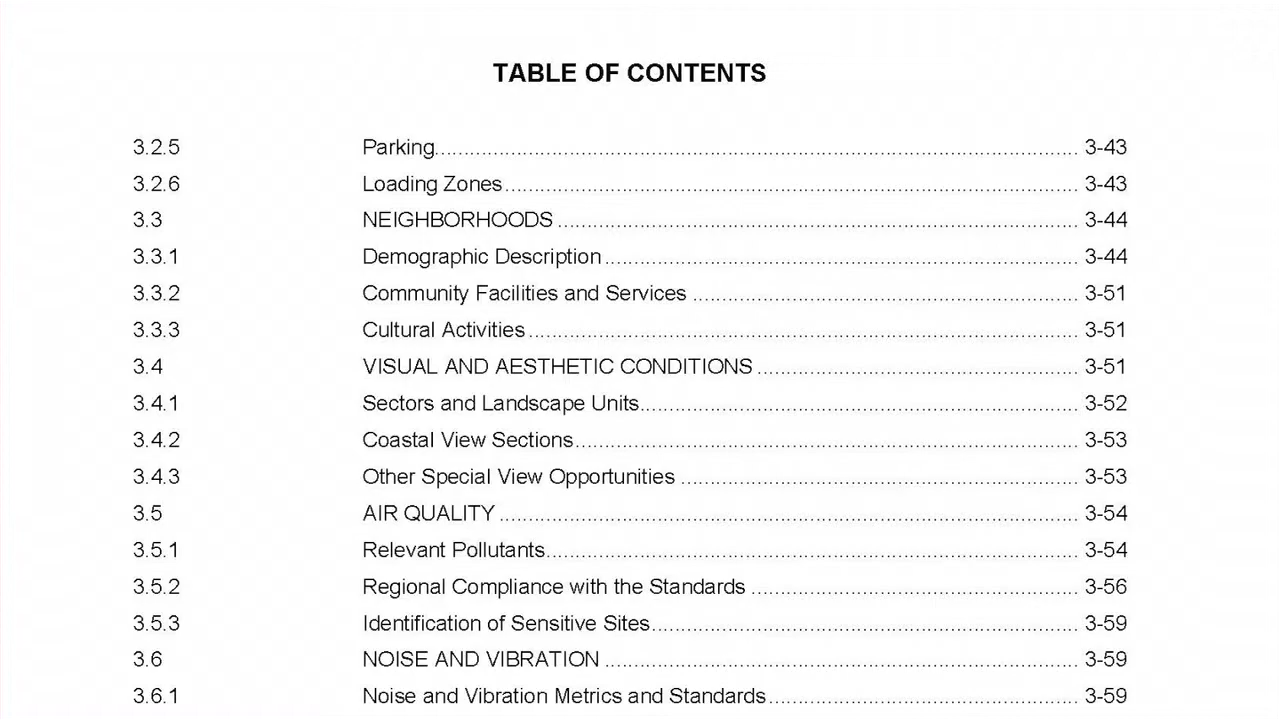 TABLE OF CONTENTS
3.2.5 Parking 3-43
3.2.6 Loading Zones 3-43
3.3 NEIGHBORHOODS 3-44
3.3.1 Demographic Description 3-44
3.3.2 Community Facilities and Services 3-51
3.3.3 Cultural Activities 3-51
3.4 VISUAL AND AESTHETIC CONDITIONS 3-51
3.4.1 Sectors and Landscape Units 3-52
3.4.2 Coastal View Sections 3-53
3.4.3 Other Special View Opportunities 3-53
3.5 AIR QUALITY 3-54
3.5.1 Relevant Pollutants 3-54
3.5.2 Regional Compliance with the Standards 3-56
3.5.3 Identification of Sensitive Sites 3-59
3.6 NOISE AND VIBRATION 3-59
3.6.1 Noise and Vibration Metrics and Standards 3-59